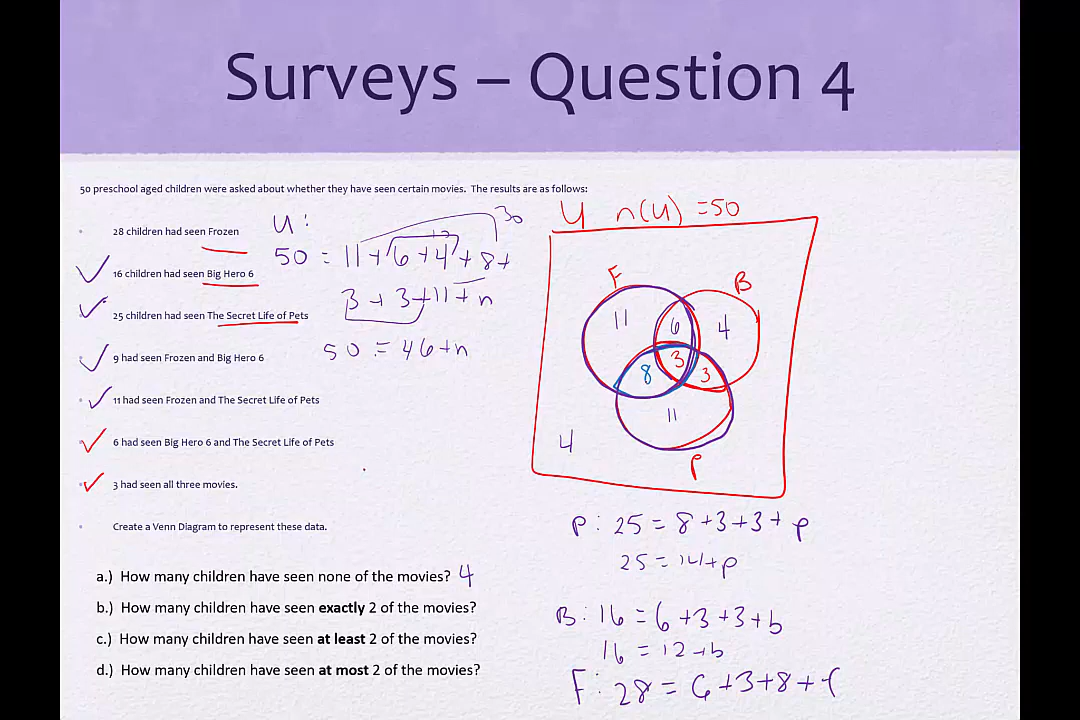 Surveys – Question 4
50 preschool aged children were asked about whether they have seen certain movies. The results are as follows:
28 children had seen Frozen
16 children had seen Big Hero 6
25 children had seen The Secret Life of Pets
9 had seen Frozen and Big Hero 6
11 had seen Frozen and The Secret Life of Pets
6 had seen Big Hero 6 and The Secret Life of Pets
3 had seen all three movies.
Create a Venn Diagram to represent these data.
a.) How many children have seen none of the movies? 4
b.) How many children have seen exactly 2 of the movies?
c.) How many children have seen at least 2 of the movies?
d.) How many children have seen at most 2 of the movies?
U:
30
50 = 11 + 6 + 4 + 8 +
3 + 3 + 11 + n
50 = 46 + n
U n(U) = 50
F
B
11
6
4
8
3
3
11
4
P
P: 25 = 8 + 3 + 3 + p
25 = 14 + p
B: 16 = 6 + 3 + 3 + b
16 = 12 + b
F: 28 = 6 + 3 + 8 + f